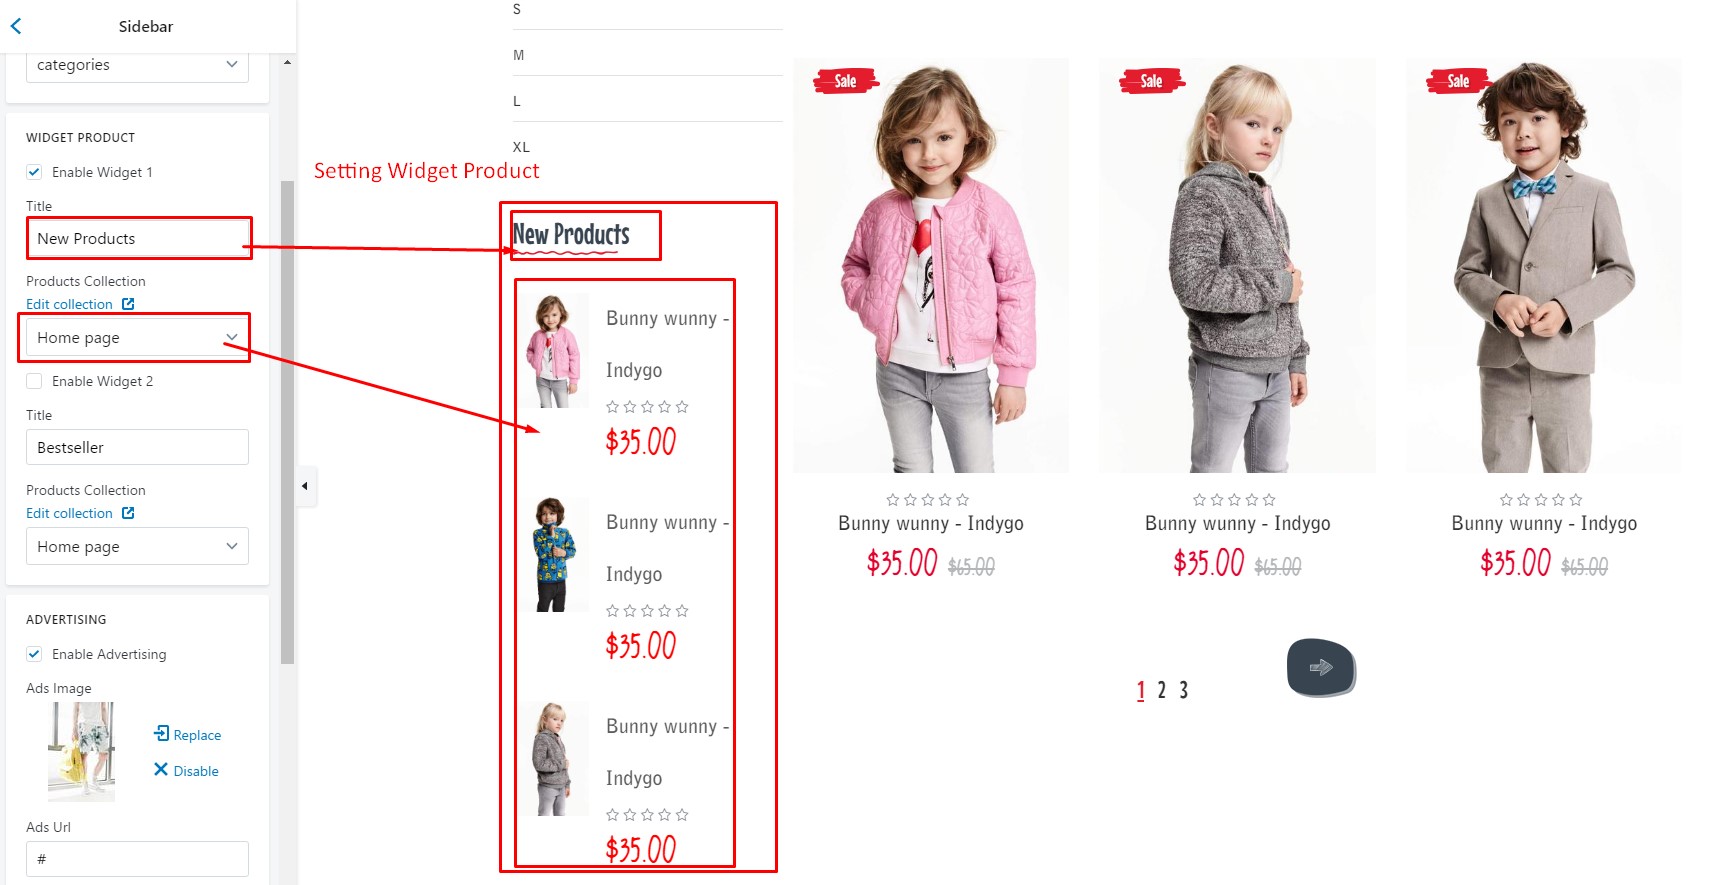 Sidebar
categories
WIDGET PRODUCT
Enable Widget 1
Title
New Products
Products Collection
Edit collection
Home page
Enable Widget 2
Title
Bestseller
Products Collection
Edit collection
Home page
ADVERTISING
Enable Advertising
Ads Image
Replace
Disable
Ads Url
#
S
M
L
XL
Setting Widget Product
New Products
Bunny wunny -
Indygo
$35.00
Bunny wunny -
Indygo
$35.00
Bunny wunny -
Indygo
$35.00
Sale
Bunny wunny - Indygo
$35.00 $65.00
Sale
Bunny wunny - Indygo
$35.00 $65.00
Sale
Bunny wunny - Indygo
$35.00 $65.00
1 2 3